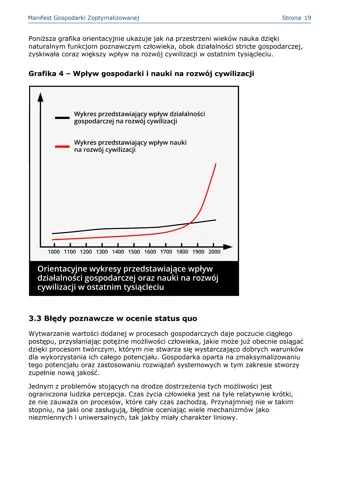 Manifest Gospodarki Zoptymalizowanej Strona 19
Poniższa grafika orientacyjnie ukazuje jak na przestrzeni wieków nauka dzięki
naturalnym funkcjom poznawczym człowieka, obok działalności stricte gospodarczej,
zyskiwała coraz większy wpływ na rozwój cywilizacji w ostatnim tysiącleciu.
Grafika 4 – Wpływ gospodarki i nauki na rozwój cywilizacji
Wykres przedstawiający wpływ działalności
gospodarczej na rozwój cywilizacji
Wykres przedstawiający wpływ nauki
na rozwój cywilizacji
1000 1100 1200 1300 1400 1500 1600 1700 1800 1900 2000
Orientacyjne wykresy przedstawiające wpływ
działalności gospodarczej oraz nauki na rozwój
cywilizacji w ostatnim tysiącleciu
3.3 Błędy poznawcze w ocenie status quo
Wytwarzanie wartości dodanej w procesach gospodarczych daje poczucie ciągłego
postępu, przysłaniając potężne możliwości człowieka, jakie może już obecnie osiągać
dzięki procesom twórczym, którym nie stwarza się wystarczająco dobrych warunków
dla wykorzystania ich całego potencjału. Gospodarka oparta na zmaksymalizowaniu
tego potencjału oraz zastosowaniu rozwiązań systemowych w tym zakresie stworzy
zupełnie nową jakość.
Jednym z problemów stojących na drodze dostrzeżenia tych możliwości jest
ograniczona ludzka percepcja. Czas życia człowieka jest na tyle relatywnie krótki,
że nie zauważa on procesów, które cały czas zachodzą. Przynajmniej nie w takim
stopniu, na jaki one zasługują, błędnie oceniając wiele mechanizmów jako
niezmiennych i uniwersalnych, tak jakby miały charakter liniowy.